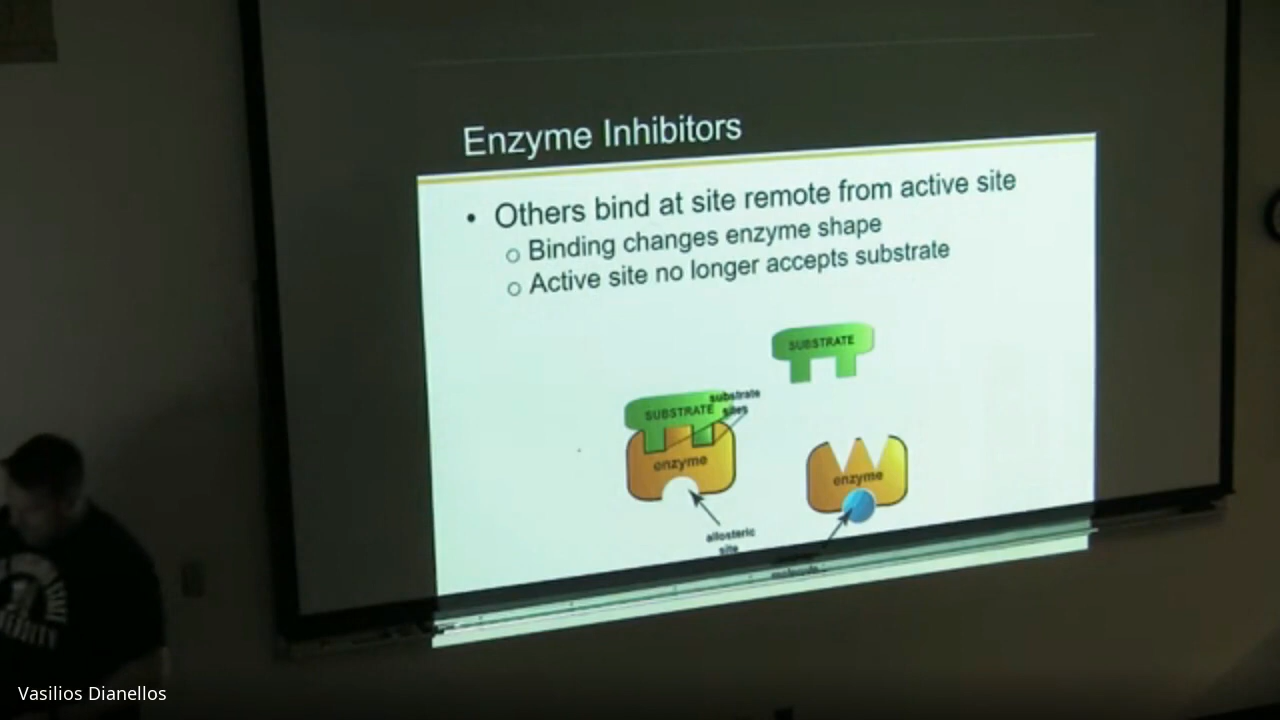 Enzyme Inhibitors
• Others bind at site remote from active site
○ Binding changes enzyme shape
○ Active site no longer accepts substrate
SUBSTRATE
substrate
sites
SUBSTRATE
enzyme
enzyme
allosteric
site
Vasilios Dianellos